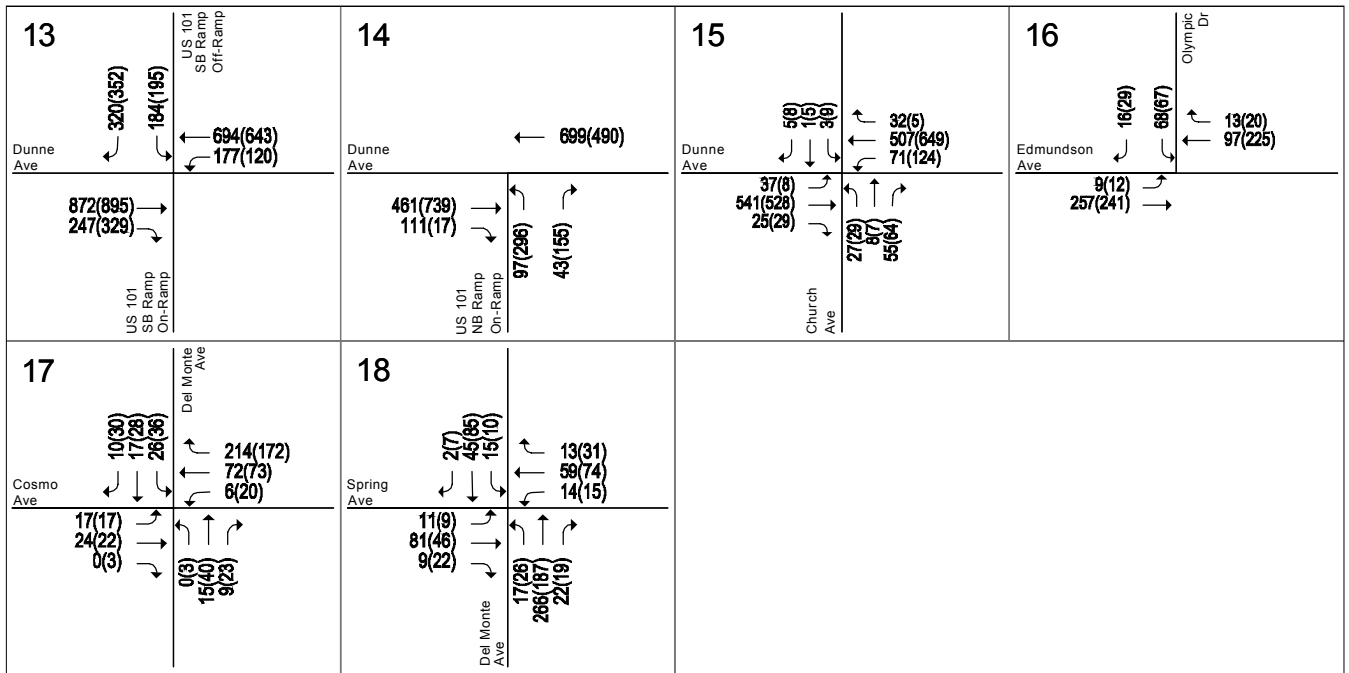 13
US 101
SB Ramp
Off-Ramp
320(352)
184(195)
694(643)
177(120)
Dunne
Ave
872(895)
247(329)
US 101
SB Ramp
On-Ramp
14
699(490)
Dunne
Ave
461(739)
111(17)
97(296)
43(155)
US 101
NB Ramp
On-Ramp
15
5(8)
1(5)
3(9)
32(5)
507(649)
71(124)
Dunne
Ave
37(8)
541(528)
25(29)
27(29)
8(7)
55(64)
Church
Ave
16
Olympic
Dr
16(29)
68(67)
13(20)
97(225)
Edmundson
Ave
9(12)
257(241)
17
Del Monte
Ave
10(30)
17(28)
26(36)
214(172)
72(73)
6(20)
Cosmo
Ave
17(17)
24(22)
0(3)
0(3)
15(40)
9(23)
18
2(7)
45(85)
15(10)
13(31)
59(74)
14(15)
Spring
Ave
11(9)
81(46)
9(22)
17(26)
266(187)
22(19)
Del Monte
Ave